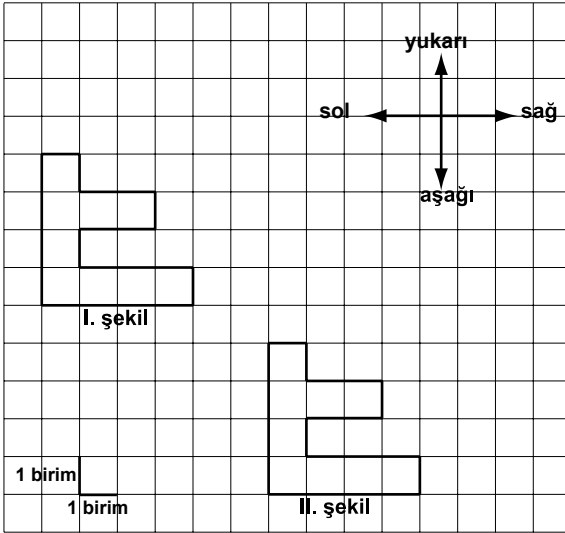 yukarı
sol
sağ
aşağı
I. şekil
1 birim
1 birim
II. şekil